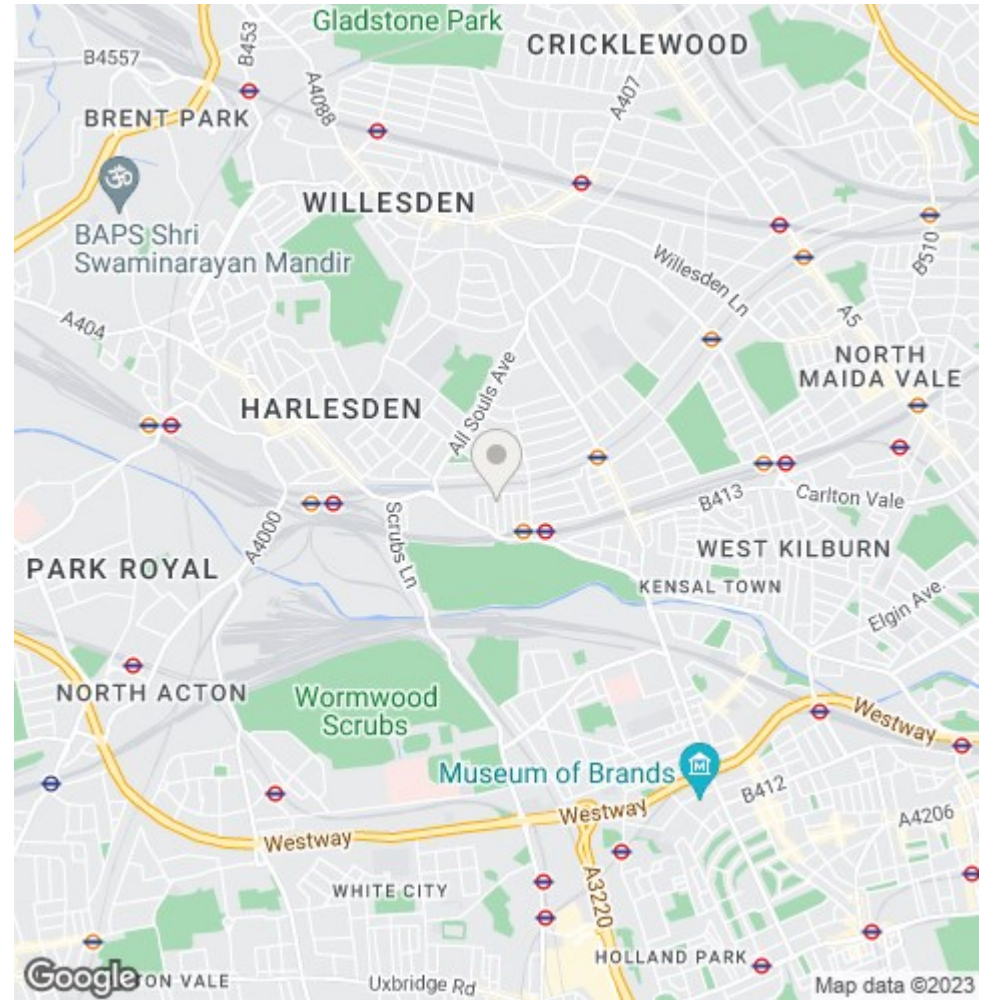 Gladstone Park
CRICKLEWOOD
B453
B4557
A4088
A407
BRENT PARK
WILLESDEN
B510
BAPS Shri
Swaminarayan Mandir
Willesden Ln
A404
A5
NORTH
MAIDA VALE
All Souls Ave
HARLESDEN
B413
Carlton Vale
Scrubs Ln
A4000
WEST KILBURN
PARK ROYAL
KENSAL TOWN
Elgin Ave.
NORTH ACTON
Wormwood
Scrubs
Westway
Museum of Brands
M
B412
Westway
A4206
Westway
WHITE CITY
A3220
HOLLAND PARK
Google
TON VALE
Uxbridge Rd
Map data ©2023